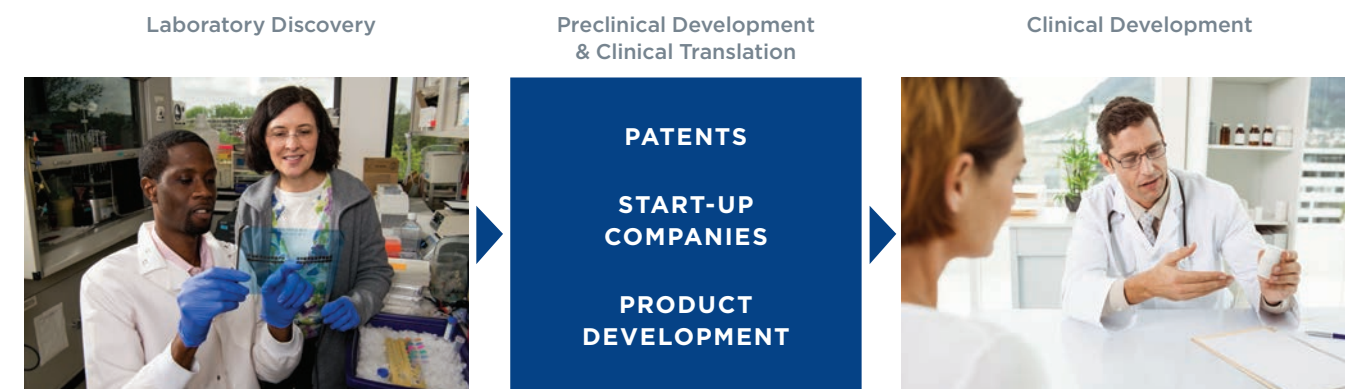 Laboratory Discovery
Preclinical Development
& Clinical Translation
Clinical Development
PATENTS
START-UP
COMPANIES
PRODUCT
DEVELOPMENT